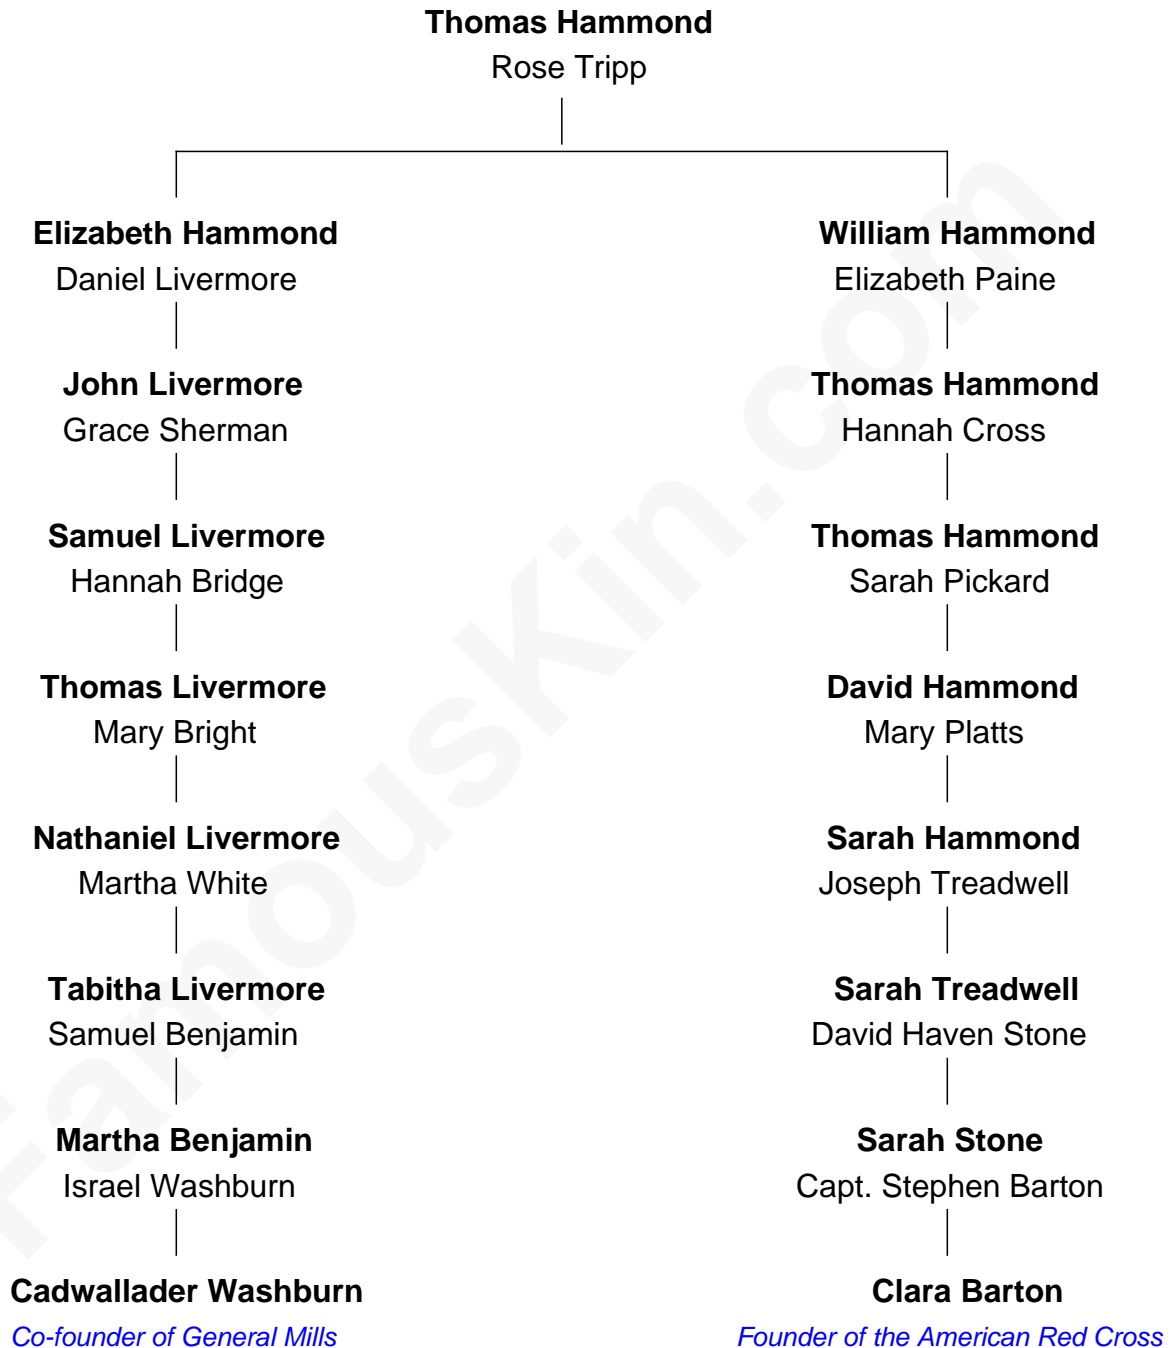 Thomas Hammond
Rose Tripp
Elizabeth Hammond
Daniel Livermore
William Hammond
Elizabeth Paine
John Livermore
Grace Sherman
Thomas Hammond
Hannah Cross
Samuel Livermore
Hannah Bridge
Thomas Hammond
Sarah Pickard
Thomas Livermore
Mary Bright
David Hammond
Mary Platts
Nathaniel Livermore
Martha White
Sarah Hammond
Joseph Treadwell
Tabitha Livermore
Samuel Benjamin
Sarah Treadwell
David Haven Stone
Martha Benjamin
Israel Washburn
Sarah Stone
Capt. Stephen Barton
Cadwallader Washburn
Co-founder of General Mills
Clara Barton
Founder of the American Red Cross
FamousKin.com